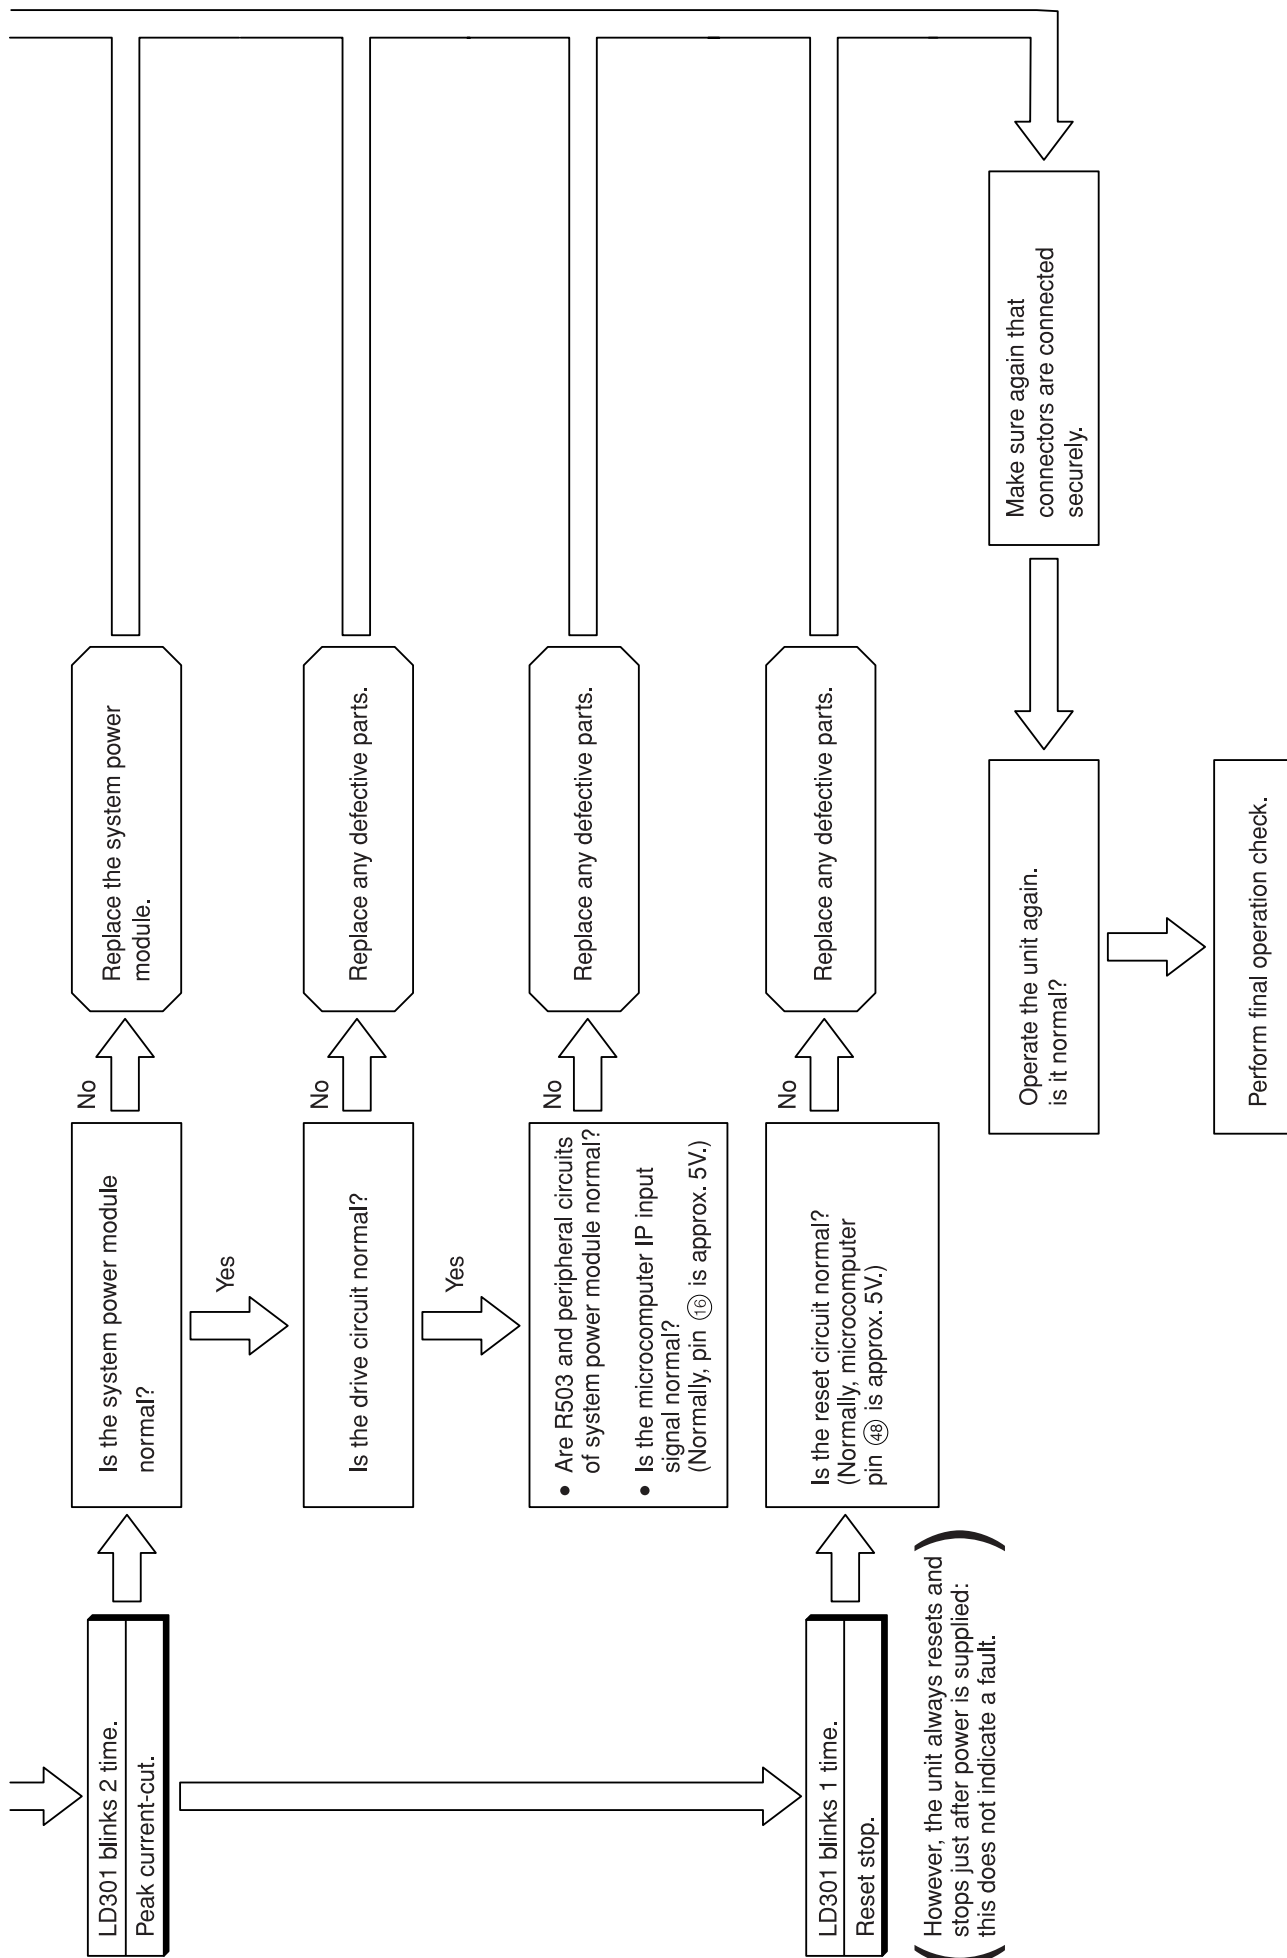 LD301 blinks 2 time.
Peak current-cut.
Is the system power module
normal?
No
Replace the system power
module.
Yes
Is the drive circuit normal?
No
Replace any defective parts.
Yes
• Are R503 and peripheral circuits
of system power module normal?
• Is the microcomputer IP input
signal normal?
(Normally, pin ⑯ is approx. 5V.)
No
Replace any defective parts.
LD301 blinks 1 time.
Reset stop.
(However, the unit always resets and
stops just after power is supplied:
this does not indicate a fault.)
Is the reset circuit normal?
(Normally, microcomputer
pin ㊽ is approx. 5V.)
No
Replace any defective parts.
Make sure again that
connectors are connected
securely.
Operate the unit again.
is it normal?
Perform final operation check.